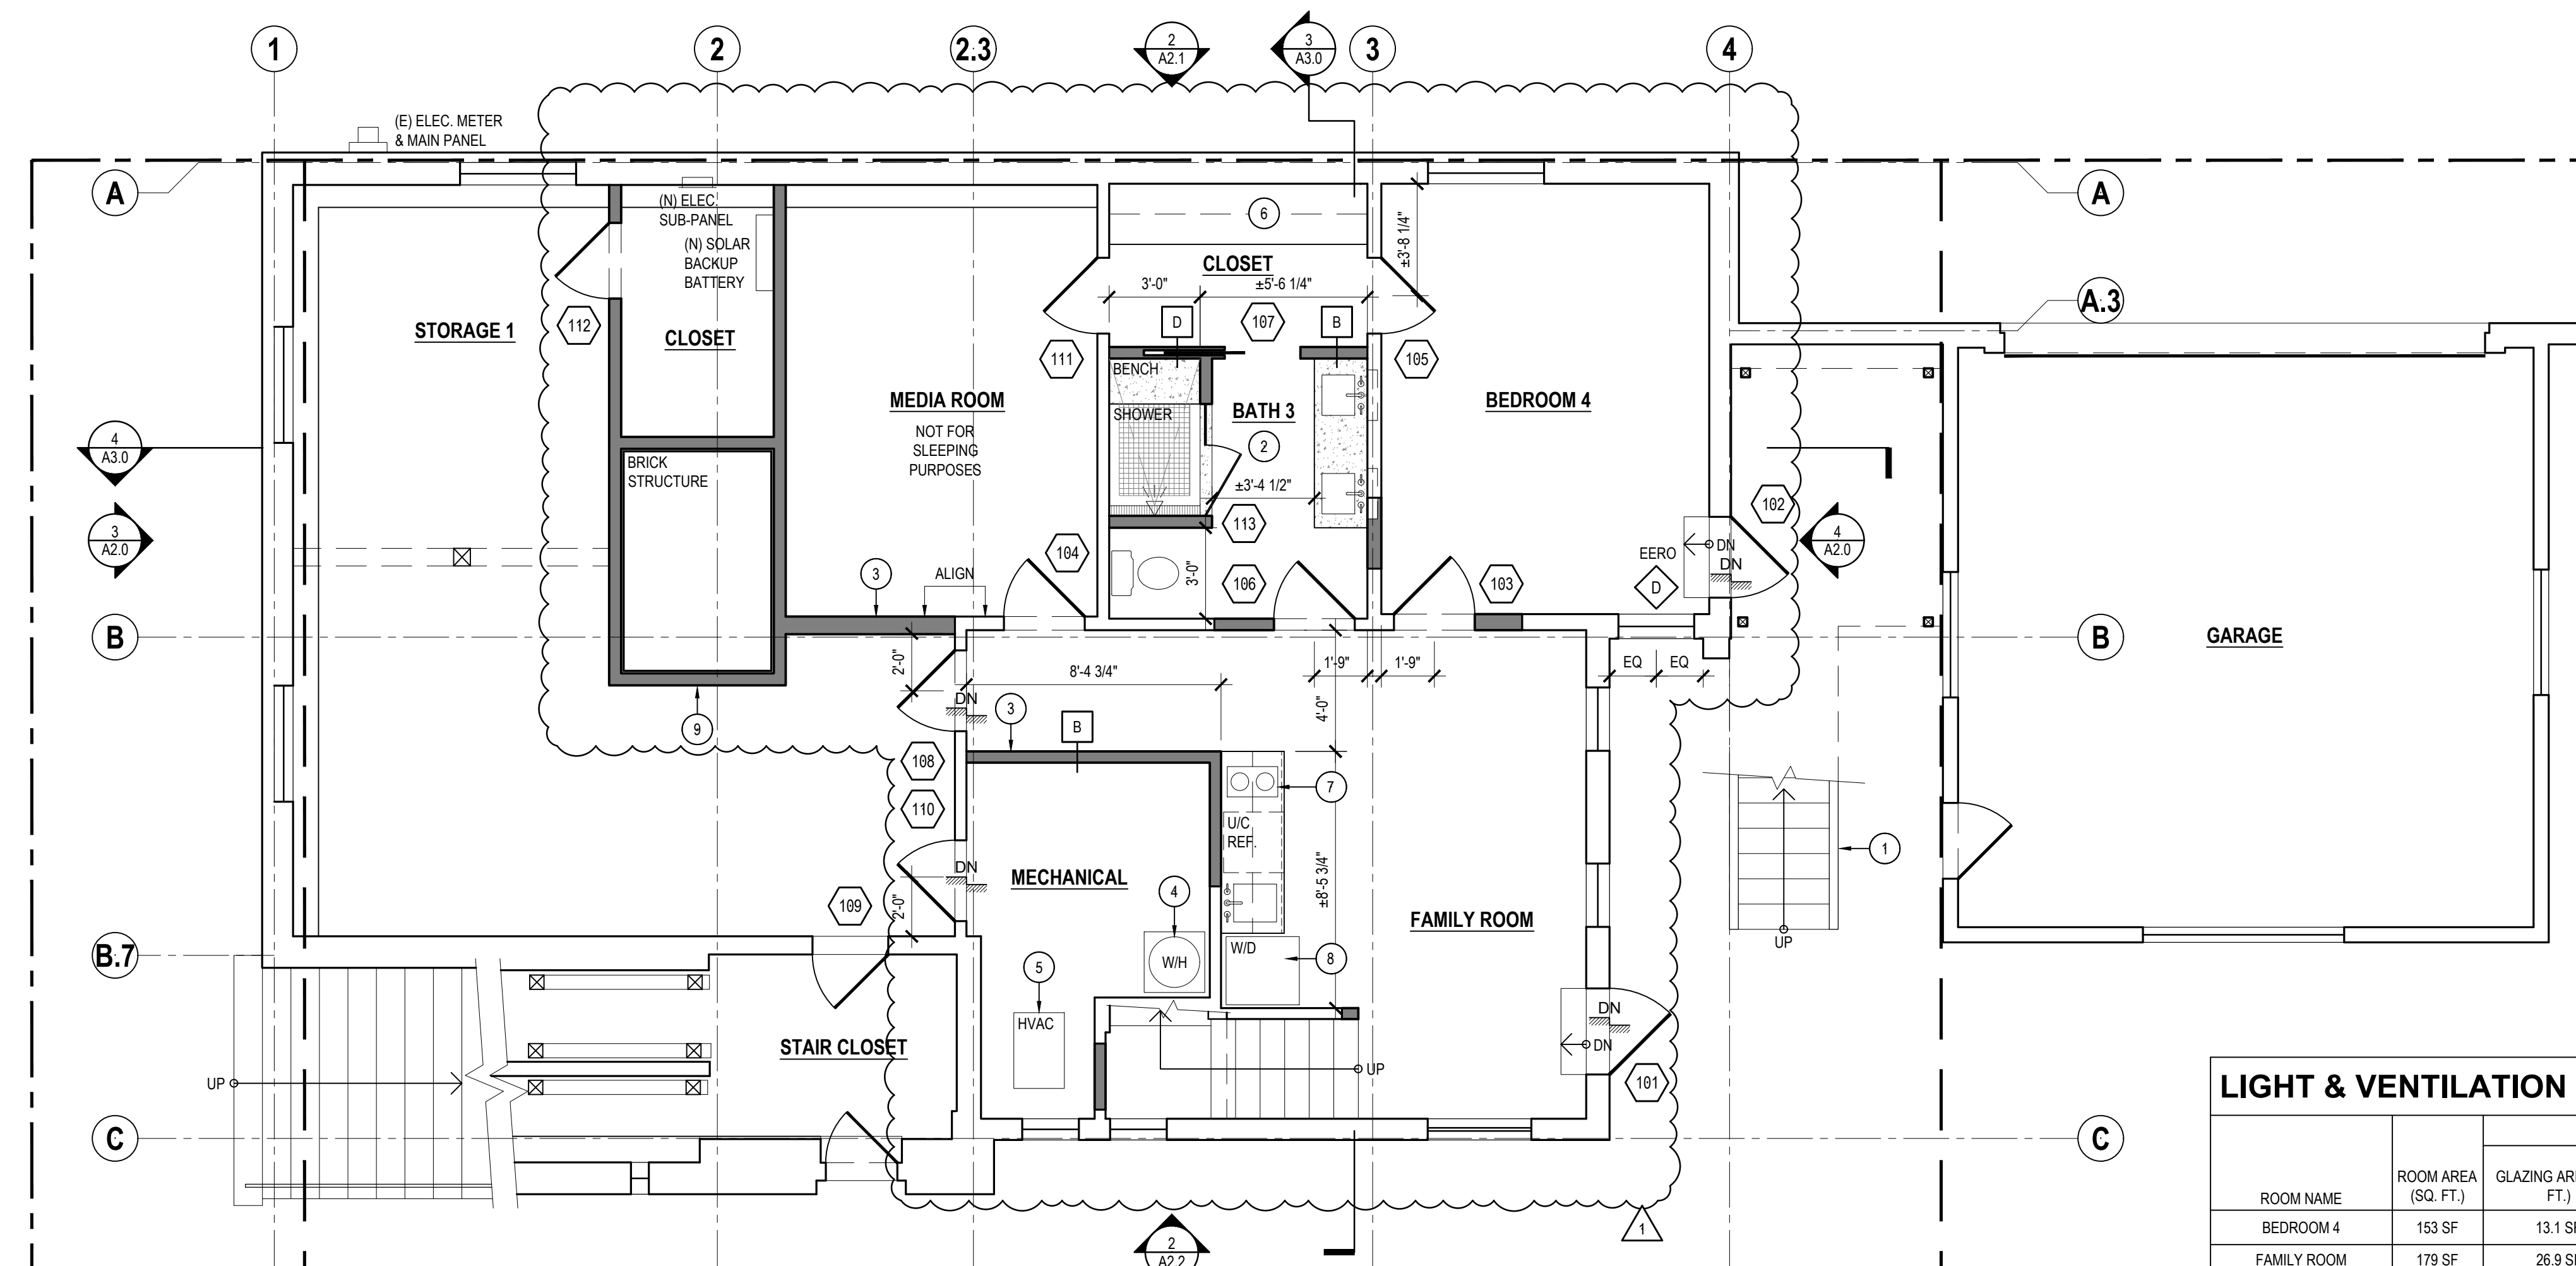 1
2
2.3
2
A2.1
3
A3.0
3
4
(E) ELEC. METER
& MAIN PANEL
A
A
(N) ELEC.
SUB-PANEL
(N) SOLAR
BACKUP
BATTERY
6
±3'-8 1/4"
CLOSET
3'-0"
±5'-6 1/4"
A.3
STORAGE 1
112
CLOSET
D
107
B
111
105
BENCH
SHOWER
MEDIA ROOM
NOT FOR
SLEEPING
PURPOSES
BATH 3
2
BEDROOM 4
4
A3.0
BRICK
STRUCTURE
±3'-4 1/2"
102
3
A2.0
113
104
EERO
DN
DN
4
A2.0
3
ALIGN
3'-0"
106
103
D
B
B
GARAGE
2'-0"
8'-4 3/4"
1'-9"
1'-9"
EQ
EQ
DN
3
4'-0"
9
B
108
7
110
U/C
REF.
1
DN
MECHANICAL
4
±8'-5 3/4"
109
2'-0"
FAMILY ROOM
UP
B.7
W/D
8
W/H
5
DN
HVAC
STAIR CLOSET
DN
UP
UP
101
C
C
1
2
A2.2
LIGHT & VENTILATION
ROOM NAME
ROOM AREA
(SQ. FT.)
GLAZING AR
FT.)
BEDROOM 4
153 SF
13.1 S
FAMILY ROOM
179 SF
26.9 S